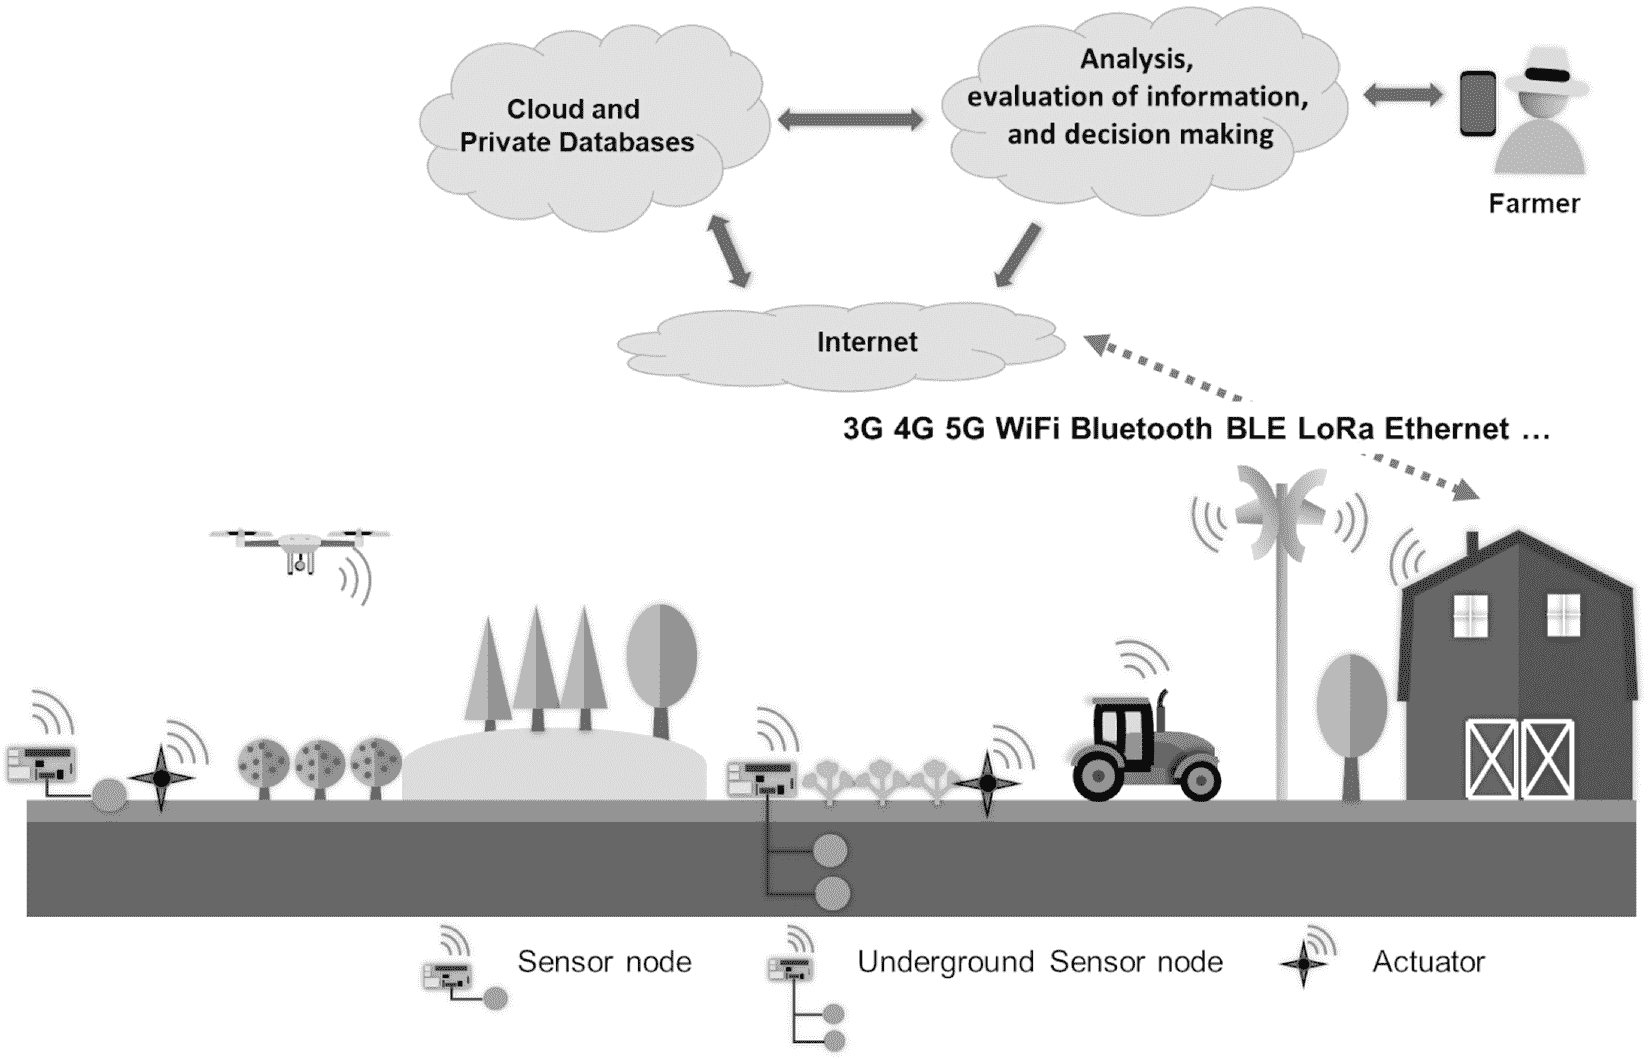 Cloud and
Private Databases
Analysis,
evaluation of information,
and decision making
Farmer
Internet
3G 4G 5G WiFi Bluetooth BLE LoRa Ethernet ...
Sensor node
Underground Sensor node
Actuator